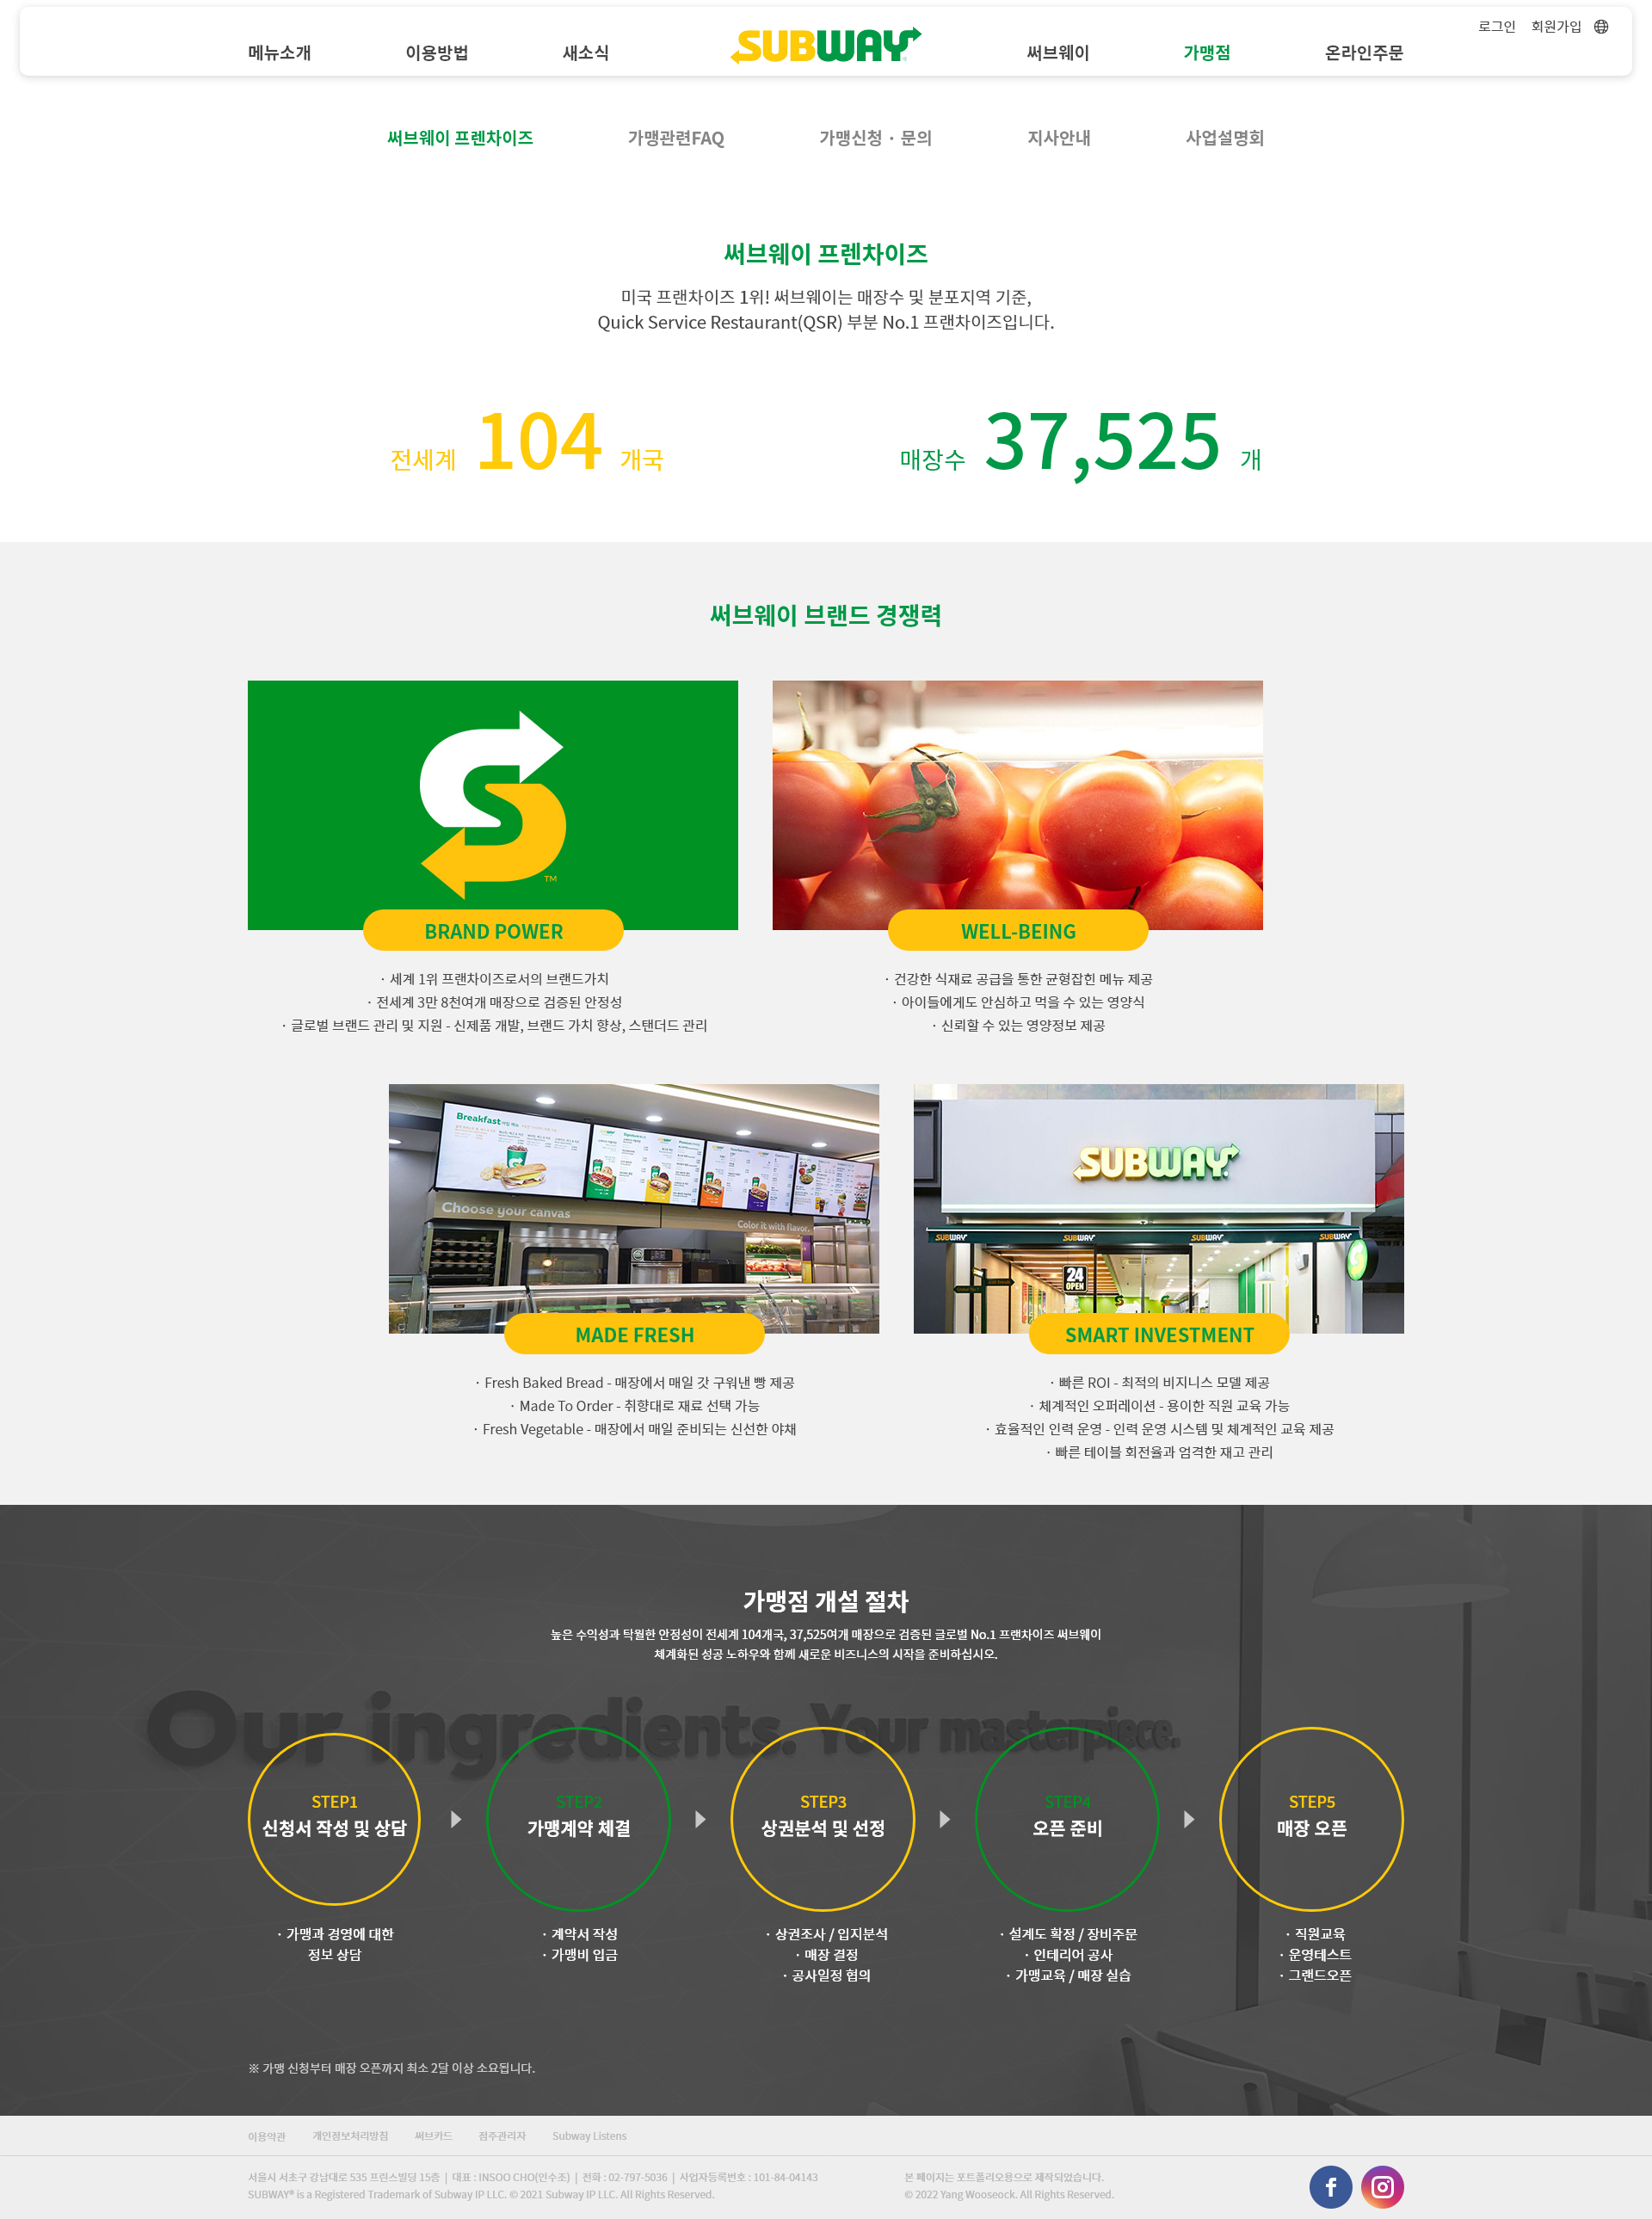 로그인 회원가입
메뉴소개 이용방법 새소식 SUBWAY 써브웨이 가맹점 온라인주문
써브웨이 프렌차이즈 가맹관련FAQ 가맹신청 · 문의 지사안내 사업설명회
써브웨이 프렌차이즈
미국 프랜차이즈 1위! 써브웨이는 매장수 및 분포지역 기준,
Quick Service Restaurant(QSR) 부분 No.1 프랜차이즈입니다.
전세계 104 개국 매장수 37,525 개
써브웨이 브랜드 경쟁력
TM
BRAND POWER
· 세계 1위 프랜차이즈로서의 브랜드가치
· 전세계 3만 8천여개 매장으로 검증된 안정성
· 글로벌 브랜드 관리 및 지원 - 신제품 개발, 브랜드 가치 향상, 스탠더드 관리
WELL-BEING
· 건강한 식재료 공급을 통한 균형잡힌 메뉴 제공
· 아이들에게도 안심하고 먹을 수 있는 영양식
· 신뢰할 수 있는 영양정보 제공
Breakfast
Choose your canvas
Color it with flavor.
MADE FRESH
· Fresh Baked Bread - 매장에서 매일 갓 구워낸 빵 제공
· Made To Order - 취향대로 재료 선택 가능
· Fresh Vegetable - 매장에서 매일 준비되는 신선한 야채
SUBWAY
SUBWAY SUBWAY SUBWAY SUBWAY
24
OPEN
SMART INVESTMENT
· 빠른 ROI - 최적의 비지니스 모델 제공
· 체계적인 오퍼레이션 - 용이한 직원 교육 가능
· 효율적인 인력 운영 - 인력 운영 시스템 및 체계적인 교육 제공
· 빠른 테이블 회전율과 엄격한 재고 관리
가맹점 개설 절차
높은 수익성과 탁월한 안정성이 전세계 104개국, 37,525여개 매장으로 검증된 글로벌 No.1 프랜차이즈 써브웨이
체계화된 성공 노하우와 함께 새로운 비즈니스의 시작을 준비하십시오.
Our ingredients. Your masterpiece.
STEP1
신청서 작성 및 상담
· 가맹과 경영에 대한
정보 상담
STEP2
가맹계약 체결
· 계약서 작성
· 가맹비 입금
STEP3
상권분석 및 선정
· 상권조사 / 입지분석
· 매장 결정
· 공사일정 협의
STEP4
오픈 준비
· 설계도 확정 / 장비주문
· 인테리어 공사
· 가맹교육 / 매장 실습
STEP5
매장 오픈
· 직원교육
· 운영테스트
· 그랜드오픈
※ 가맹 신청부터 매장 오픈까지 최소 2달 이상 소요됩니다.
이용약관 개인정보처리방침 써브카드 점주관리자 Subway Listens
서울시 서초구 강남대로 535 프린스빌딩 15층 | 대표 : INSOO CHO(인수조) | 전화 : 02-797-5036 | 사업자등록번호 : 101-84-04143
SUBWAY® is a Registered Trademark of Subway IP LLC. © 2021 Subway IP LLC. All Rights Reserved.
본 페이지는 포트폴리오용으로 제작되었습니다.
© 2022 Yang Wooseock. All Rights Reserved.